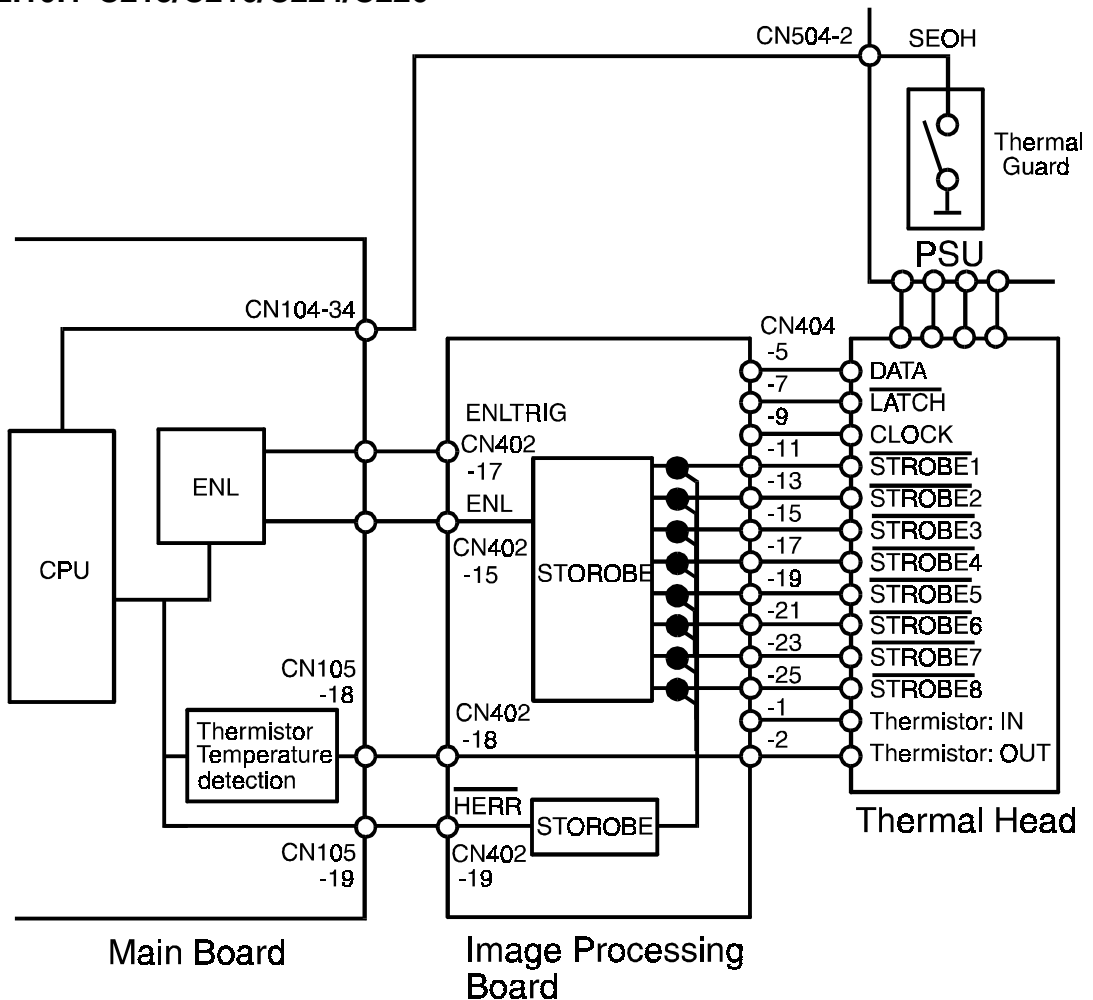 CN504-2
SEOH
Thermal
Guard
PSU
CN104-34
CN404
-5
DATA
-7
LATCH
-9
CLOCK
-11
STROBE1
-13
STROBE2
-15
STROBE3
-17
STROBE4
-19
STROBE5
-21
STROBE6
-23
STROBE7
-25
STROBE8
-1
Thermistor: IN
-2
Thermistor: OUT
Thermal Head
ENLTRIG
CN402
-17
ENL
ENL
CN402
-15
STOROBE
CPU
CN105
-18
CN402
-18
Thermistor
Temperature
detection
HERR
STOROBE
CN105
-19
CN402
-19
Main Board
Image Processing
Board